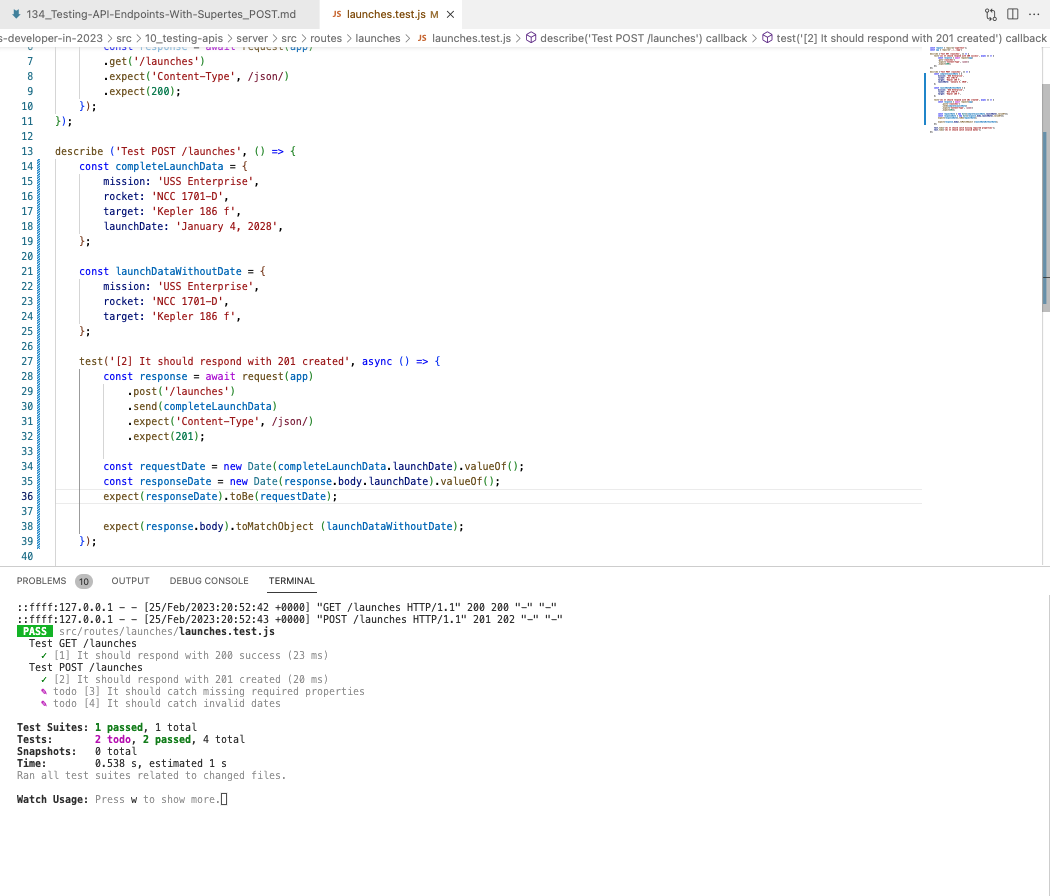 134_Testing-API-Endpoints-With-Supertes_POST.md
JS launches.test.js M
s-developer-in-2023 > src > 10_testing-apis > server > src > routes > launches > JS launches.test.js > describe('Test POST /launches') callback > test('[2] It should respond with 201 created') callback
6 const response = await request(app)
7 .get('/launches')
8 .expect('Content-Type', /json/)
9 .expect(200);
10 });
11 });
12
13 describe ('Test POST /launches', () => {
14 const completeLaunchData = {
15 mission: 'USS Enterprise',
16 rocket: 'NCC 1701-D',
17 target: 'Kepler 186 f',
18 launchDate: 'January 4, 2028',
19 };
20
21 const launchDataWithoutDate = {
22 mission: 'USS Enterprise',
23 rocket: 'NCC 1701-D',
24 target: 'Kepler 186 f',
25 };
26
27 test('[2] It should respond with 201 created', async () => {
28 const response = await request(app)
29 .post('/launches')
30 .send(completeLaunchData)
31 .expect('Content-Type', /json/)
32 .expect(201);
33
34 const requestDate = new Date(completeLaunchData.launchDate).valueOf();
35 const responseDate = new Date(response.body.launchDate).valueOf();
36 expect(responseDate).toBe(requestDate);
37
38 expect(response.body).toMatchObject (launchDataWithoutDate);
39 });
40
PROBLEMS 10 OUTPUT DEBUG CONSOLE TERMINAL
::ffff:127.0.0.1 - - [25/Feb/2023:20:52:42 +0000] "GET /launches HTTP/1.1" 200 200 "-" "-"
::ffff:127.0.0.1 - - [25/Feb/2023:20:52:43 +0000] "POST /launches HTTP/1.1" 201 202 "-" "-"
PASS src/routes/launches/launches.test.js
Test GET /launches
✓ [1] It should respond with 200 success (23 ms)
Test POST /launches
✓ [2] It should respond with 201 created (20 ms)
✎ todo [3] It should catch missing required properties
✎ todo [4] It should catch invalid dates
Test Suites: 1 passed, 1 total
Tests: 2 todo, 2 passed, 4 total
Snapshots: 0 total
Time: 0.538 s, estimated 1 s
Ran all test suites related to changed files.
Watch Usage: Press w to show more.